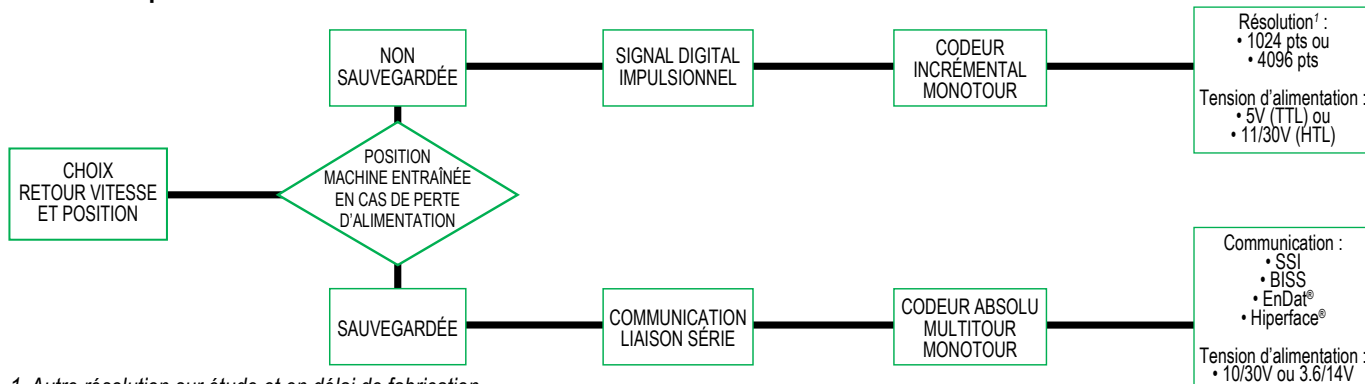 CHOIX
RETOUR VITESSE
ET POSITION
POSITION
MACHINE ENTRAÎNÉE
EN CAS DE PERTE
D'ALIMENTATION
NON
SAUVEGARDÉE
SIGNAL DIGITAL
IMPULSIONNEL
CODEUR
INCRÉMENTAL
MONOTOUR
Résolution¹ :
• 1024 pts ou
• 4096 pts
Tension d'alimentation :
• 5V (TTL) ou
• 11/30V (HTL)
SAUVEGARDÉE
COMMUNICATION
LIAISON SÉRIE
CODEUR ABSOLU
MULTITOUR
MONOTOUR
Communication :
• SSI
• BISS
• EnDat®
• Hiperface®
Tension d'alimentation :
• 10/30V ou 3.6/14V
1. Autre résolution sur étude et en délai de fabrication